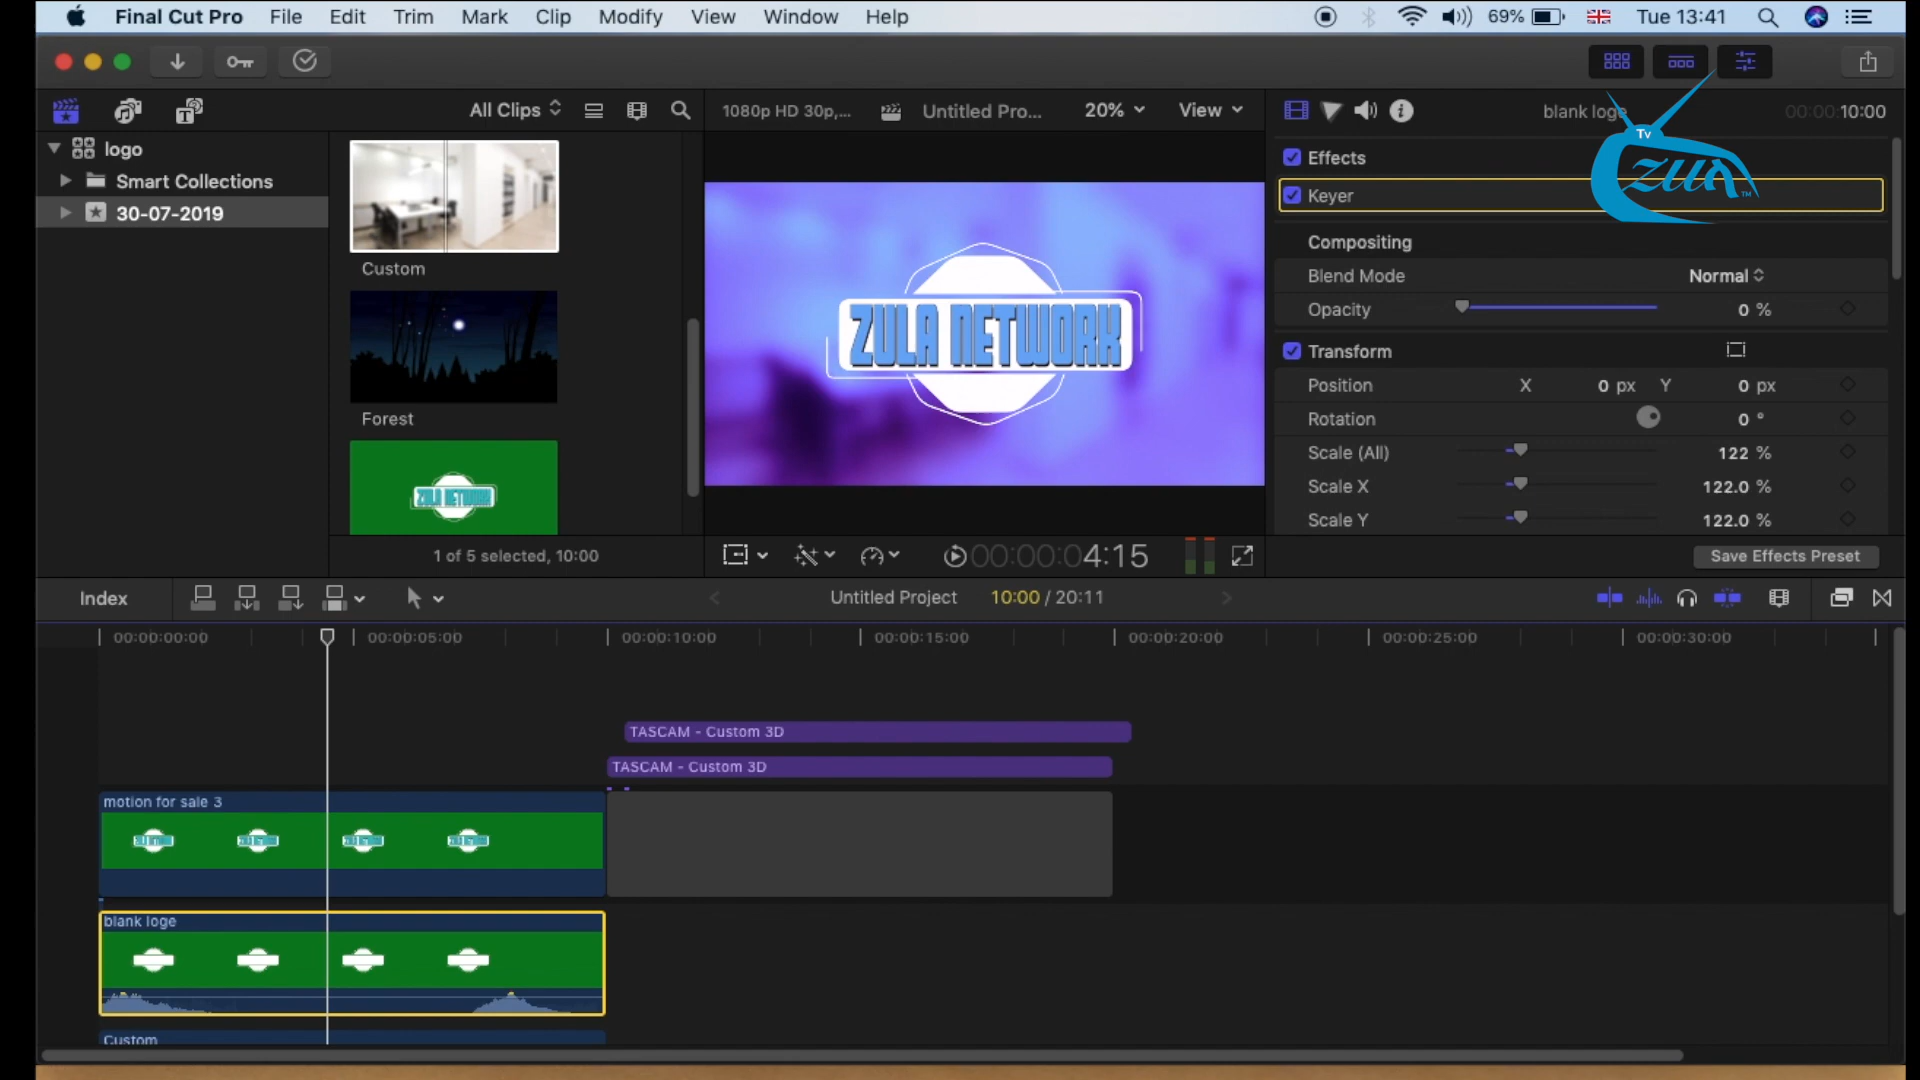 Final Cut Pro File Edit Trim Mark Clip Modify View Window Help 69% Tue 13:41
All Clips 1080p HD 30p,... Untitled Pro... 20% View blank loge 00:00:10:00
Tv
zua™
logo
Smart Collections
30-07-2019
Custom
Forest
ZULA NETWORK
1 of 5 selected, 10:00
ZULA NETWORK
00:00:04:15
Effects
Keyer
Compositing
Blend Mode Normal
Opacity 0 %
Transform
Position X 0 px Y 0 px
Rotation 0 °
Scale (All) 122 %
Scale X 122.0 %
Scale Y 122.0 %
Save Effects Preset
Index Untitled Project 10:00 / 20:11
00:00:00:00 00:00:05:00 00:00:10:00 00:00:15:00 00:00:20:00 00:00:25:00 00:00:30:00
TASCAM - Custom 3D
TASCAM - Custom 3D
motion for sale 3
blank loge
Custom